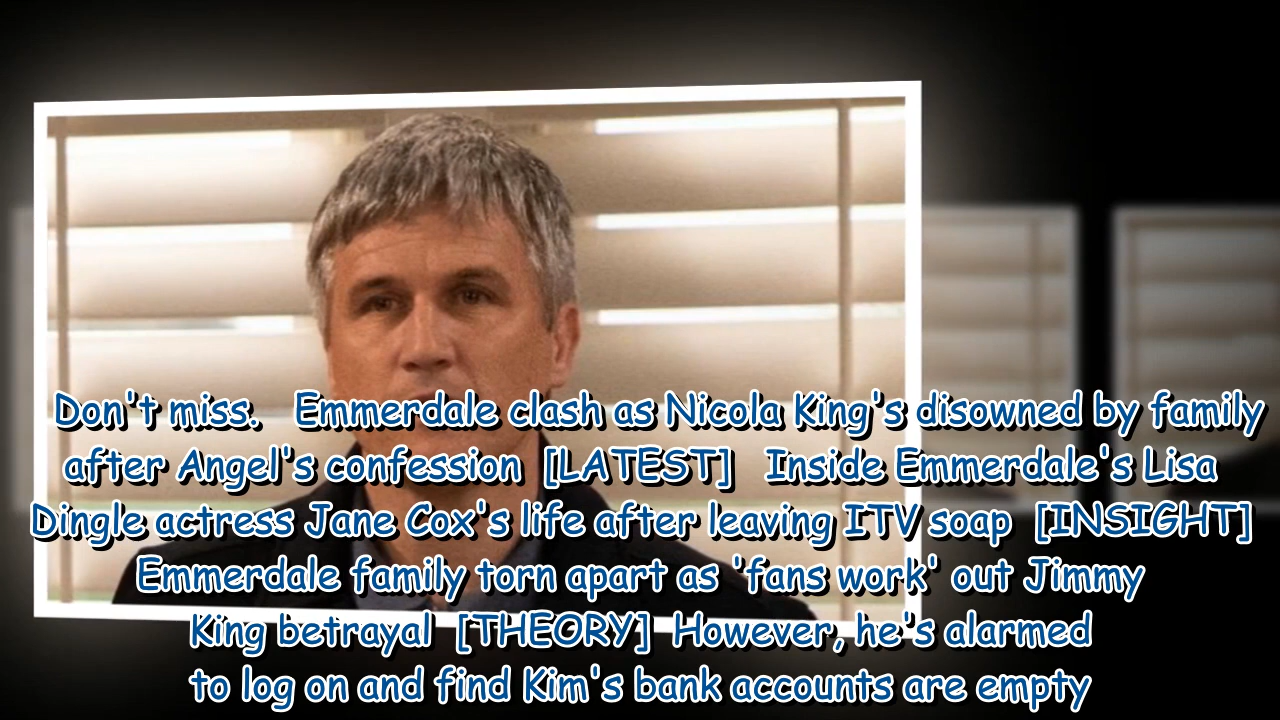 Don't miss. Emmerdale clash as Nicola King's disowned by family
after Angel's confession [LATEST] Inside Emmerdale's Lisa
Dingle actress Jane Cox's life after leaving ITV soap [INSIGHT]
Emmerdale family torn apart as 'fans work' out Jimmy
King betrayal [THEORY] However, he's alarmed
to log on and find Kim's bank accounts are empty